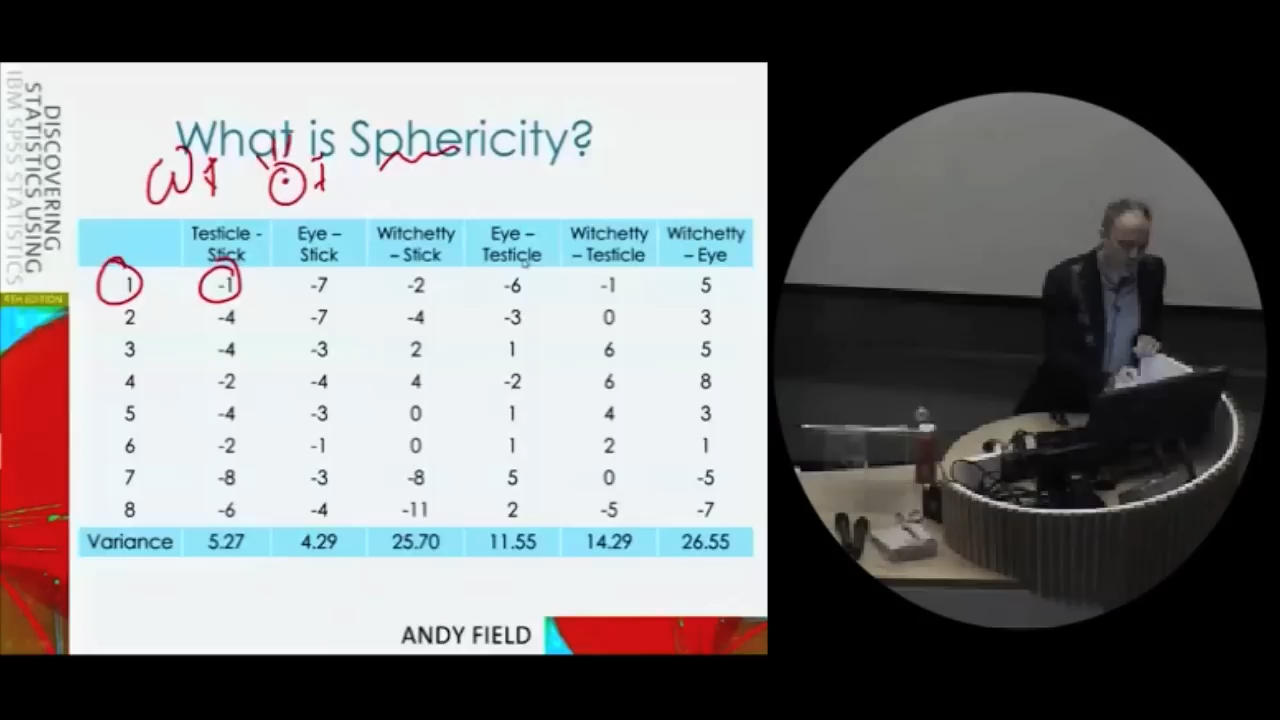 DISCOVERING
STATISTICS USING
IBM SPSS STATISTICS
4TH EDITION
What is Sphericity?
Testicle - Stick Eye – Stick Witchetty – Stick Eye – Testicle Witchetty – Testicle Witchetty – Eye
1 -1 -7 -2 -6 -1 5
2 -4 -7 -4 -3 0 3
3 -4 -3 2 1 6 5
4 -2 -4 4 -2 6 8
5 -4 -3 0 1 4 3
6 -2 -1 0 1 2 1
7 -8 -3 -8 5 0 -5
8 -6 -4 -11 2 -5 -7
Variance 5.27 4.29 25.70 11.55 14.29 26.55
ANDY FIELD